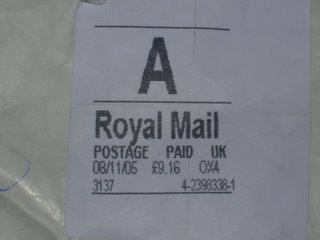 A
Royal Mail
POSTAGE PAID UK
08/11/05 £9.16 OX4
3137 4-2398338-1